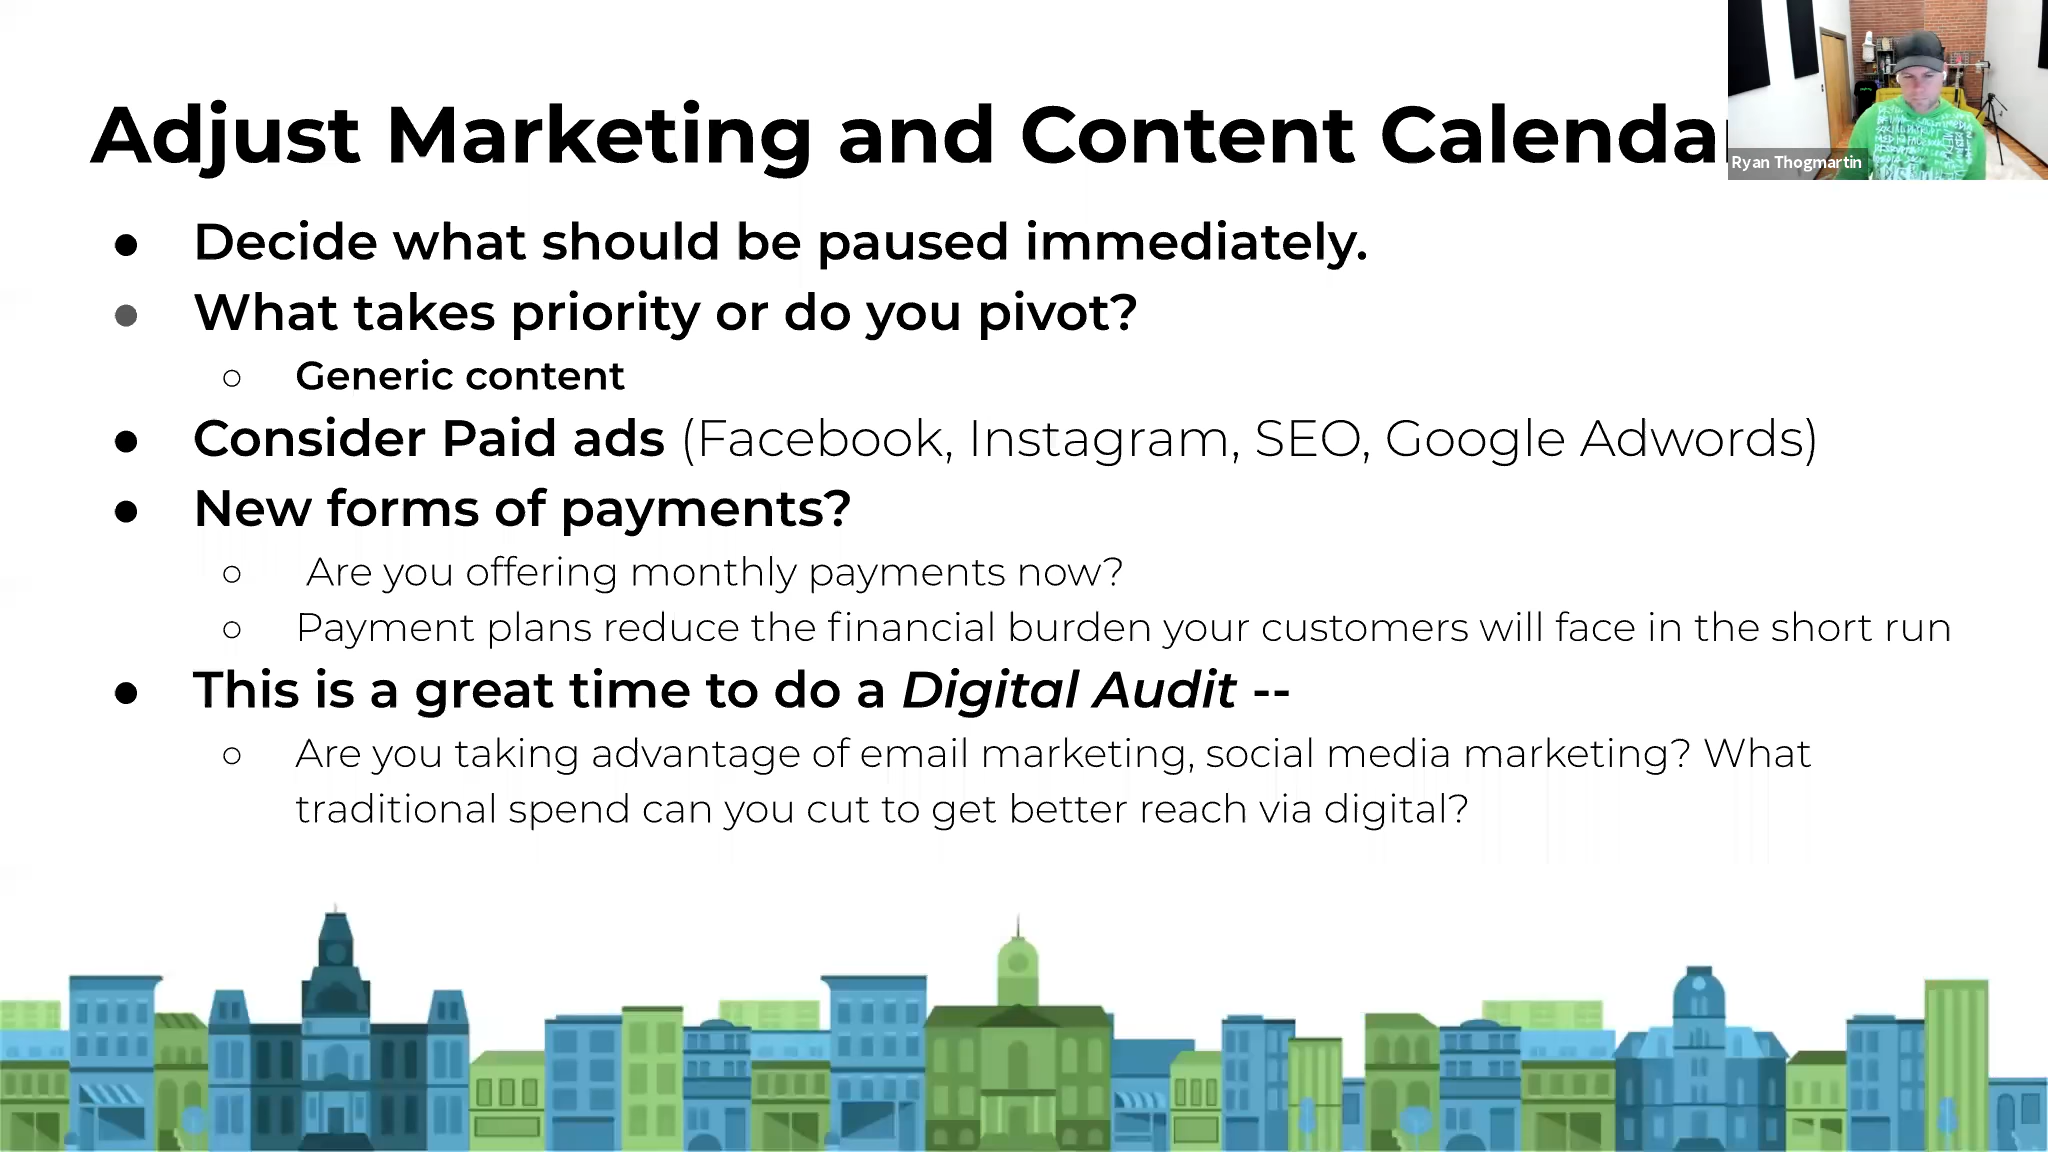 Adjust Marketing and Content Calenda
Ryan Thogmartin
● Decide what should be paused immediately.
● What takes priority or do you pivot?
○ Generic content
● Consider Paid ads (Facebook, Instagram, SEO, Google Adwords)
● New forms of payments?
○ Are you offering monthly payments now?
○ Payment plans reduce the financial burden your customers will face in the short run
● This is a great time to do a Digital Audit --
○ Are you taking advantage of email marketing, social media marketing? What
traditional spend can you cut to get better reach via digital?